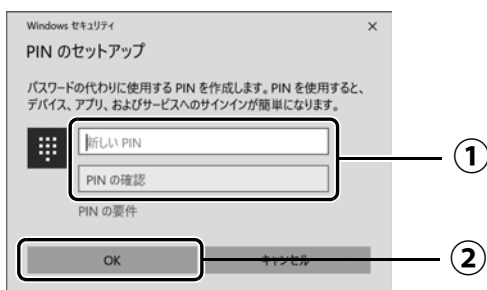 Windows セキュリティ
PIN のセットアップ
パスワードの代わりに使用する PIN を作成します。PIN を使用すると、
デバイス、アプリ、およびサービスへのサインインが簡単になります。
新しい PIN
①
PIN の確認
PIN の要件
OK
キャンセル
②